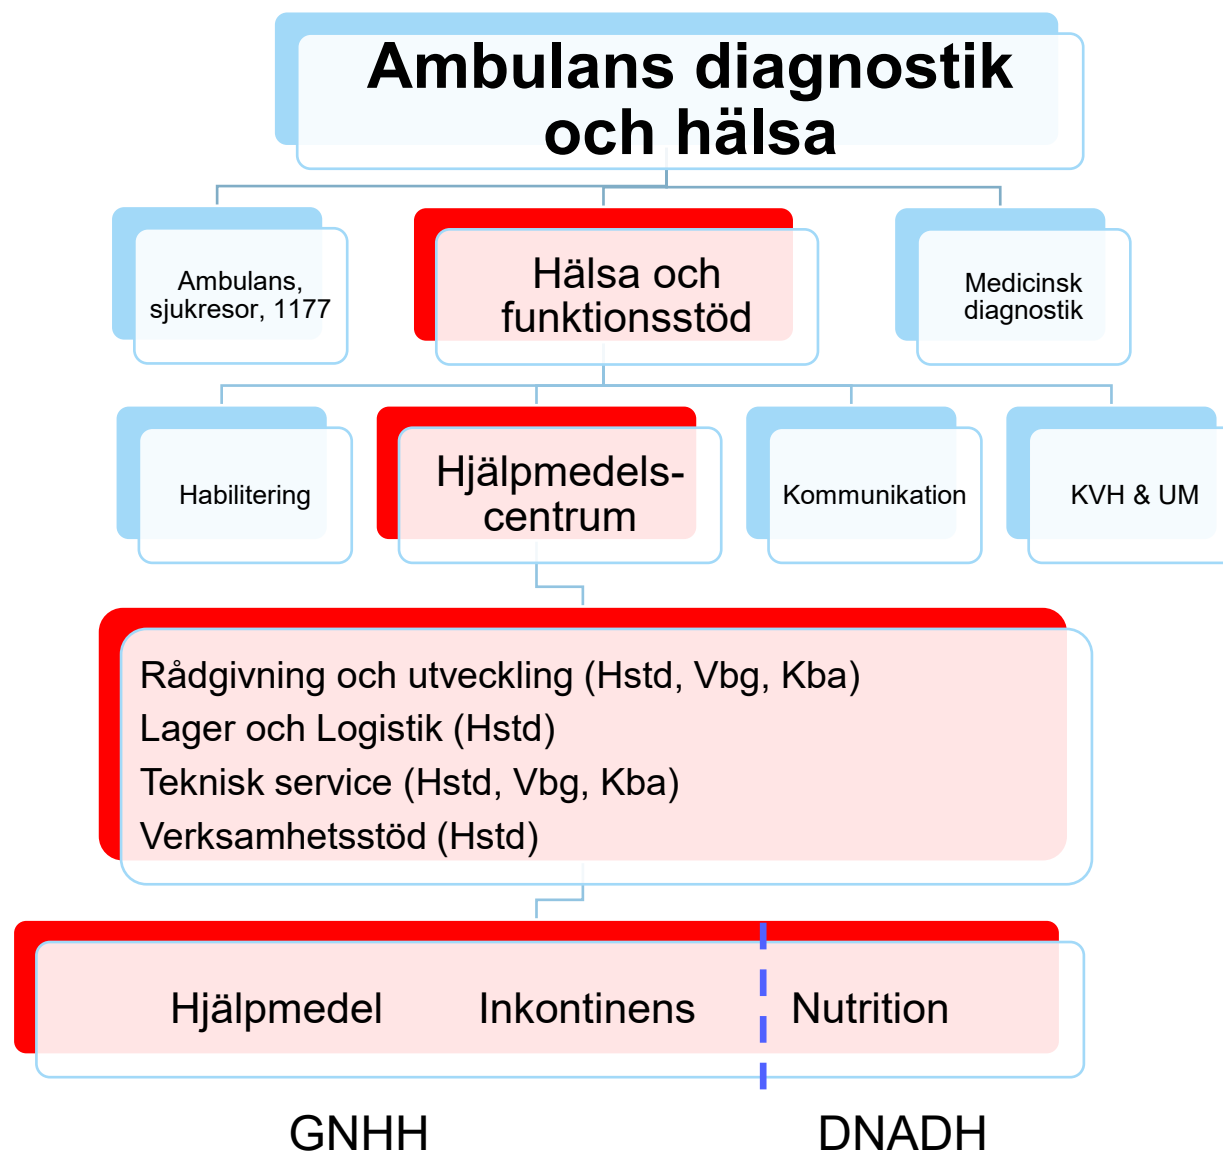 Ambulans diagnostik
och hälsa
Ambulans,
sjukresor, 1177
Hälsa och
funktionsstöd
Medicinsk
diagnostik
Habilitering
Hjälpmedels-
centrum
Kommunikation
KVH & UM
Rådgivning och utveckling (Hstd, Vbg, Kba)
Lager och Logistik (Hstd)
Teknisk service (Hstd, Vbg, Kba)
Verksamhetsstöd (Hstd)
Hjälpmedel Inkontinens Nutrition
GNHH DNADH